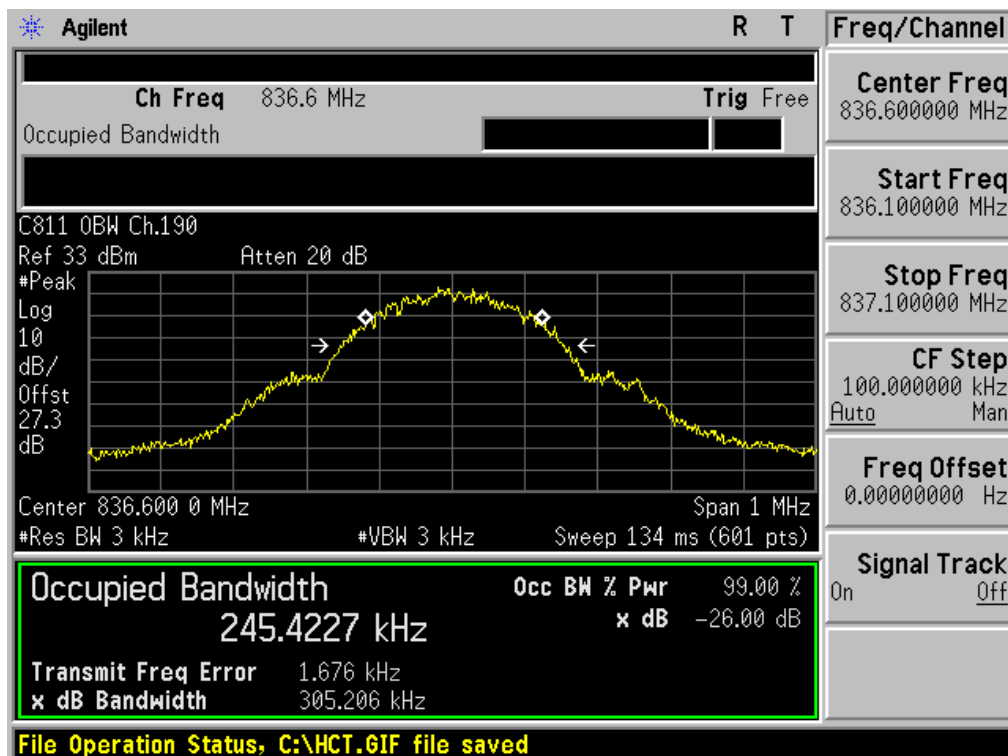 Agilent R T
Freq/Channel
Ch Freq 836.6 MHz Trig Free
Occupied Bandwidth
C811 OBW Ch.190
Ref 33 dBm Atten 20 dB
#Peak
Log
10
dB/
Offst
27.3
dB
Center 836.600 0 MHz Span 1 MHz
#Res BW 3 kHz #VBW 3 kHz Sweep 134 ms (601 pts)
Occupied Bandwidth
245.4227 kHz
Occ BW % Pwr 99.00 %
x dB -26.00 dB
Transmit Freq Error 1.676 kHz
x dB Bandwidth 305.206 kHz
Center Freq
836.600000 MHz
Start Freq
836.100000 MHz
Stop Freq
837.100000 MHz
CF Step
100.000000 kHz
Auto Man
Freq Offset
0.00000000 Hz
Signal Track
On Off
File Operation Status, C:\HCT.GIF file saved